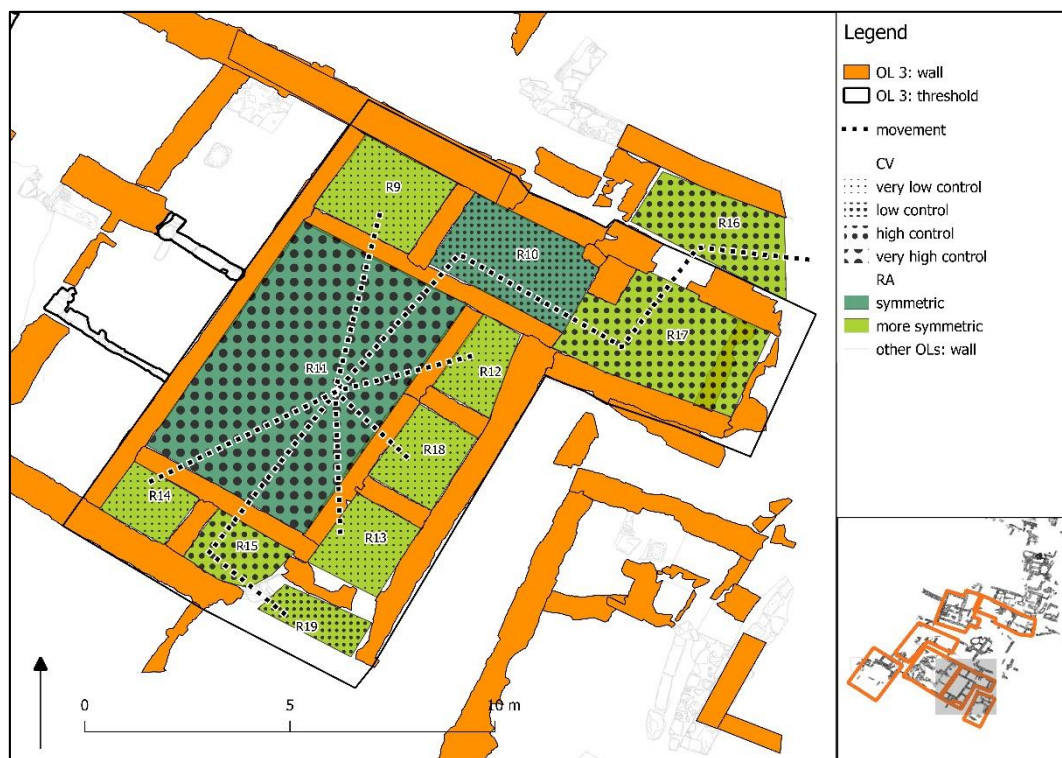 Legend
OL 3: wall
OL 3: threshold
movement
CV
very low control
low control
high control
very high control
RA
symmetric
more symmetric
other OLs: wall
R9
R16
R10
R17
R11
R12
R18
R14
R13
R15
R19
0 5 10 m